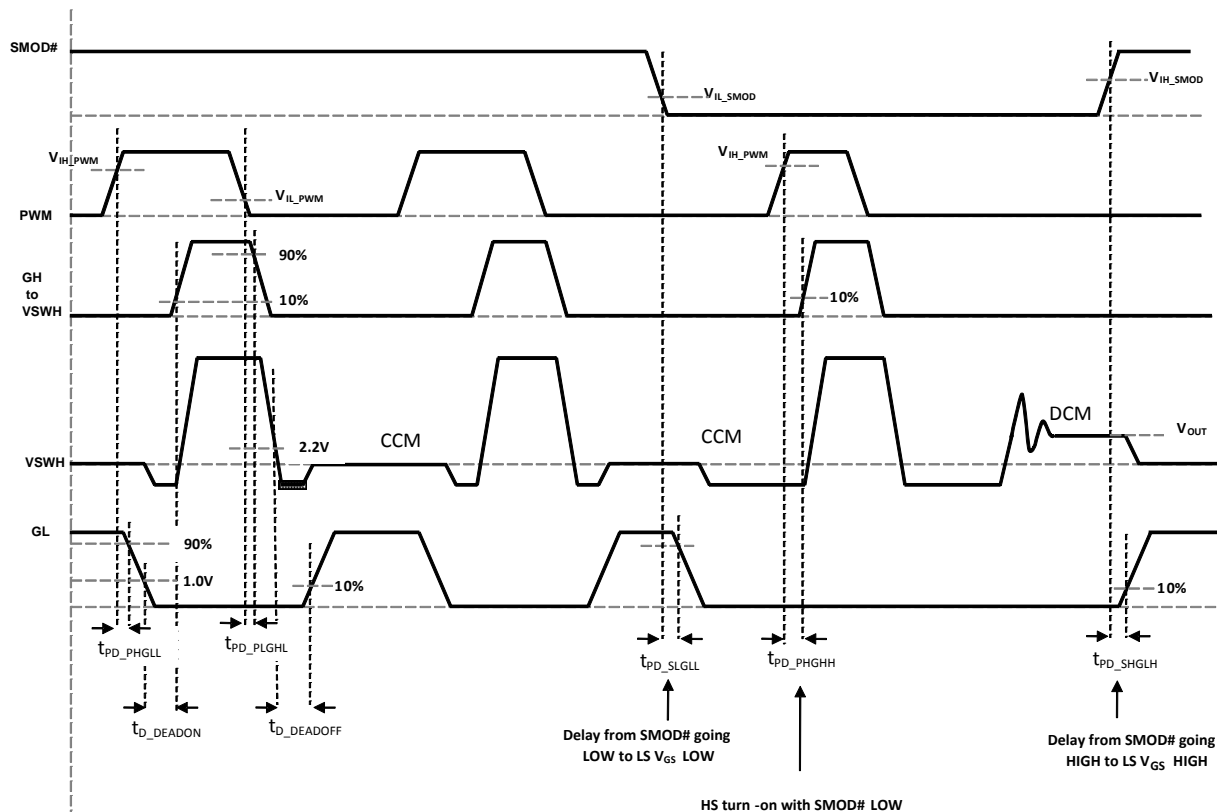 SMOD#
V_IL_SMOD
V_IH_SMOD
V_IH_PWM
V_IL_PWM
V_IH_PWM
PWM
90%
GH
to
VSWH
10%
10%
2.2V
CCM
CCM
DCM
V_OUT
VSWH
GL
90%
1.0V
10%
10%
t_PD_PHGLL
t_PD_PLGHL
t_PD_SLGLL
t_PD_PHGHH
t_PD_SHGLH
t_D_DEADON
t_D_DEADOFF
Delay from SMOD# going
LOW to LS V_GS LOW
Delay from SMOD# going
HIGH to LS V_GS HIGH
HS turn -on with SMOD# LOW